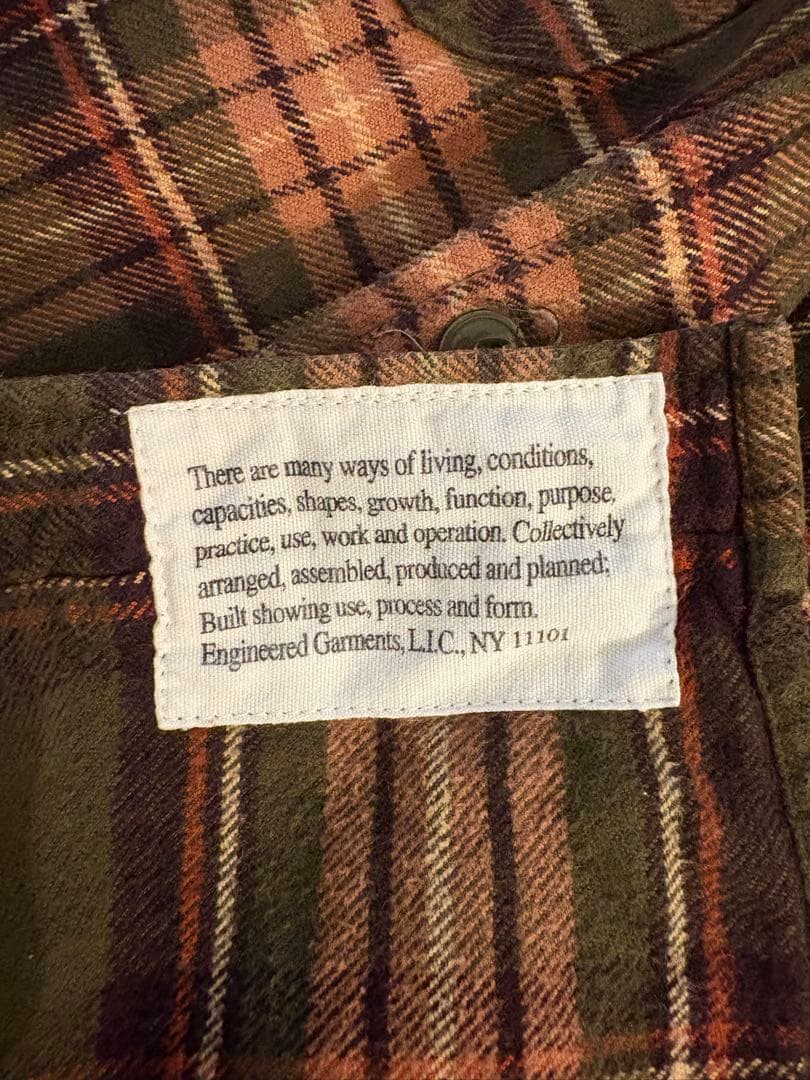 There are many ways of living, conditions,
capacities, shapes, growth, function, purpose,
practice, use, work and operation. Collectively
arranged, assembled, produced and planned;
Built showing use, process and form.
Engineered Garments, L.I.C., NY 11101